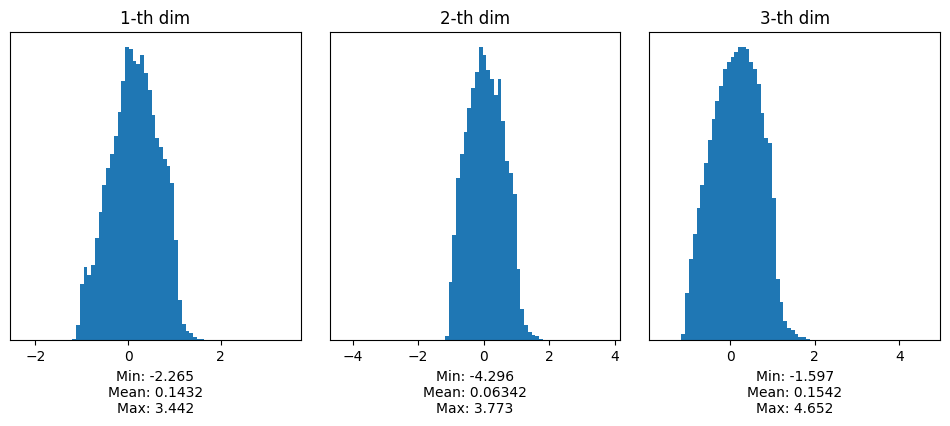 1-th dim
2-th dim
3-th dim
−2 0 2
−4 −2 0 2 4
0 2 4
Min: -2.265
Mean: 0.1432
Max: 3.442
Min: -4.296
Mean: 0.06342
Max: 3.773
Min: -1.597
Mean: 0.1542
Max: 4.652